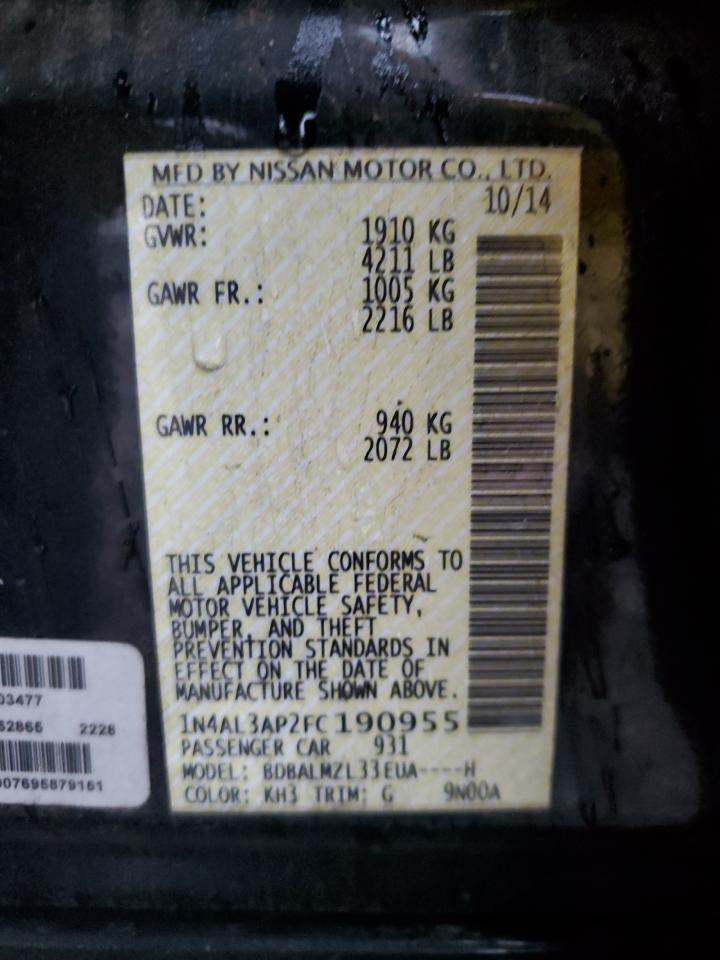 MFD BY NISSAN MOTOR CO., LTD.
DATE: 10/14
GVWR: 1910 KG
4211 LB
GAWR FR.: 1005 KG
2216 LB
GAWR RR.: 940 KG
2072 LB
THIS VEHICLE CONFORMS TO
ALL APPLICABLE FEDERAL
MOTOR VEHICLE SAFETY,
BUMPER, AND THEFT
PREVENTION STANDARDS IN
EFFECT ON THE DATE OF
MANUFACTURE SHOWN ABOVE.
1N4AL3AP2FC190955
PASSENGER CAR 931
MODEL: BDBALMZL33EUA----H
COLOR: KH3 TRIM: G 9N00A
03477
2866 2228
007695879161